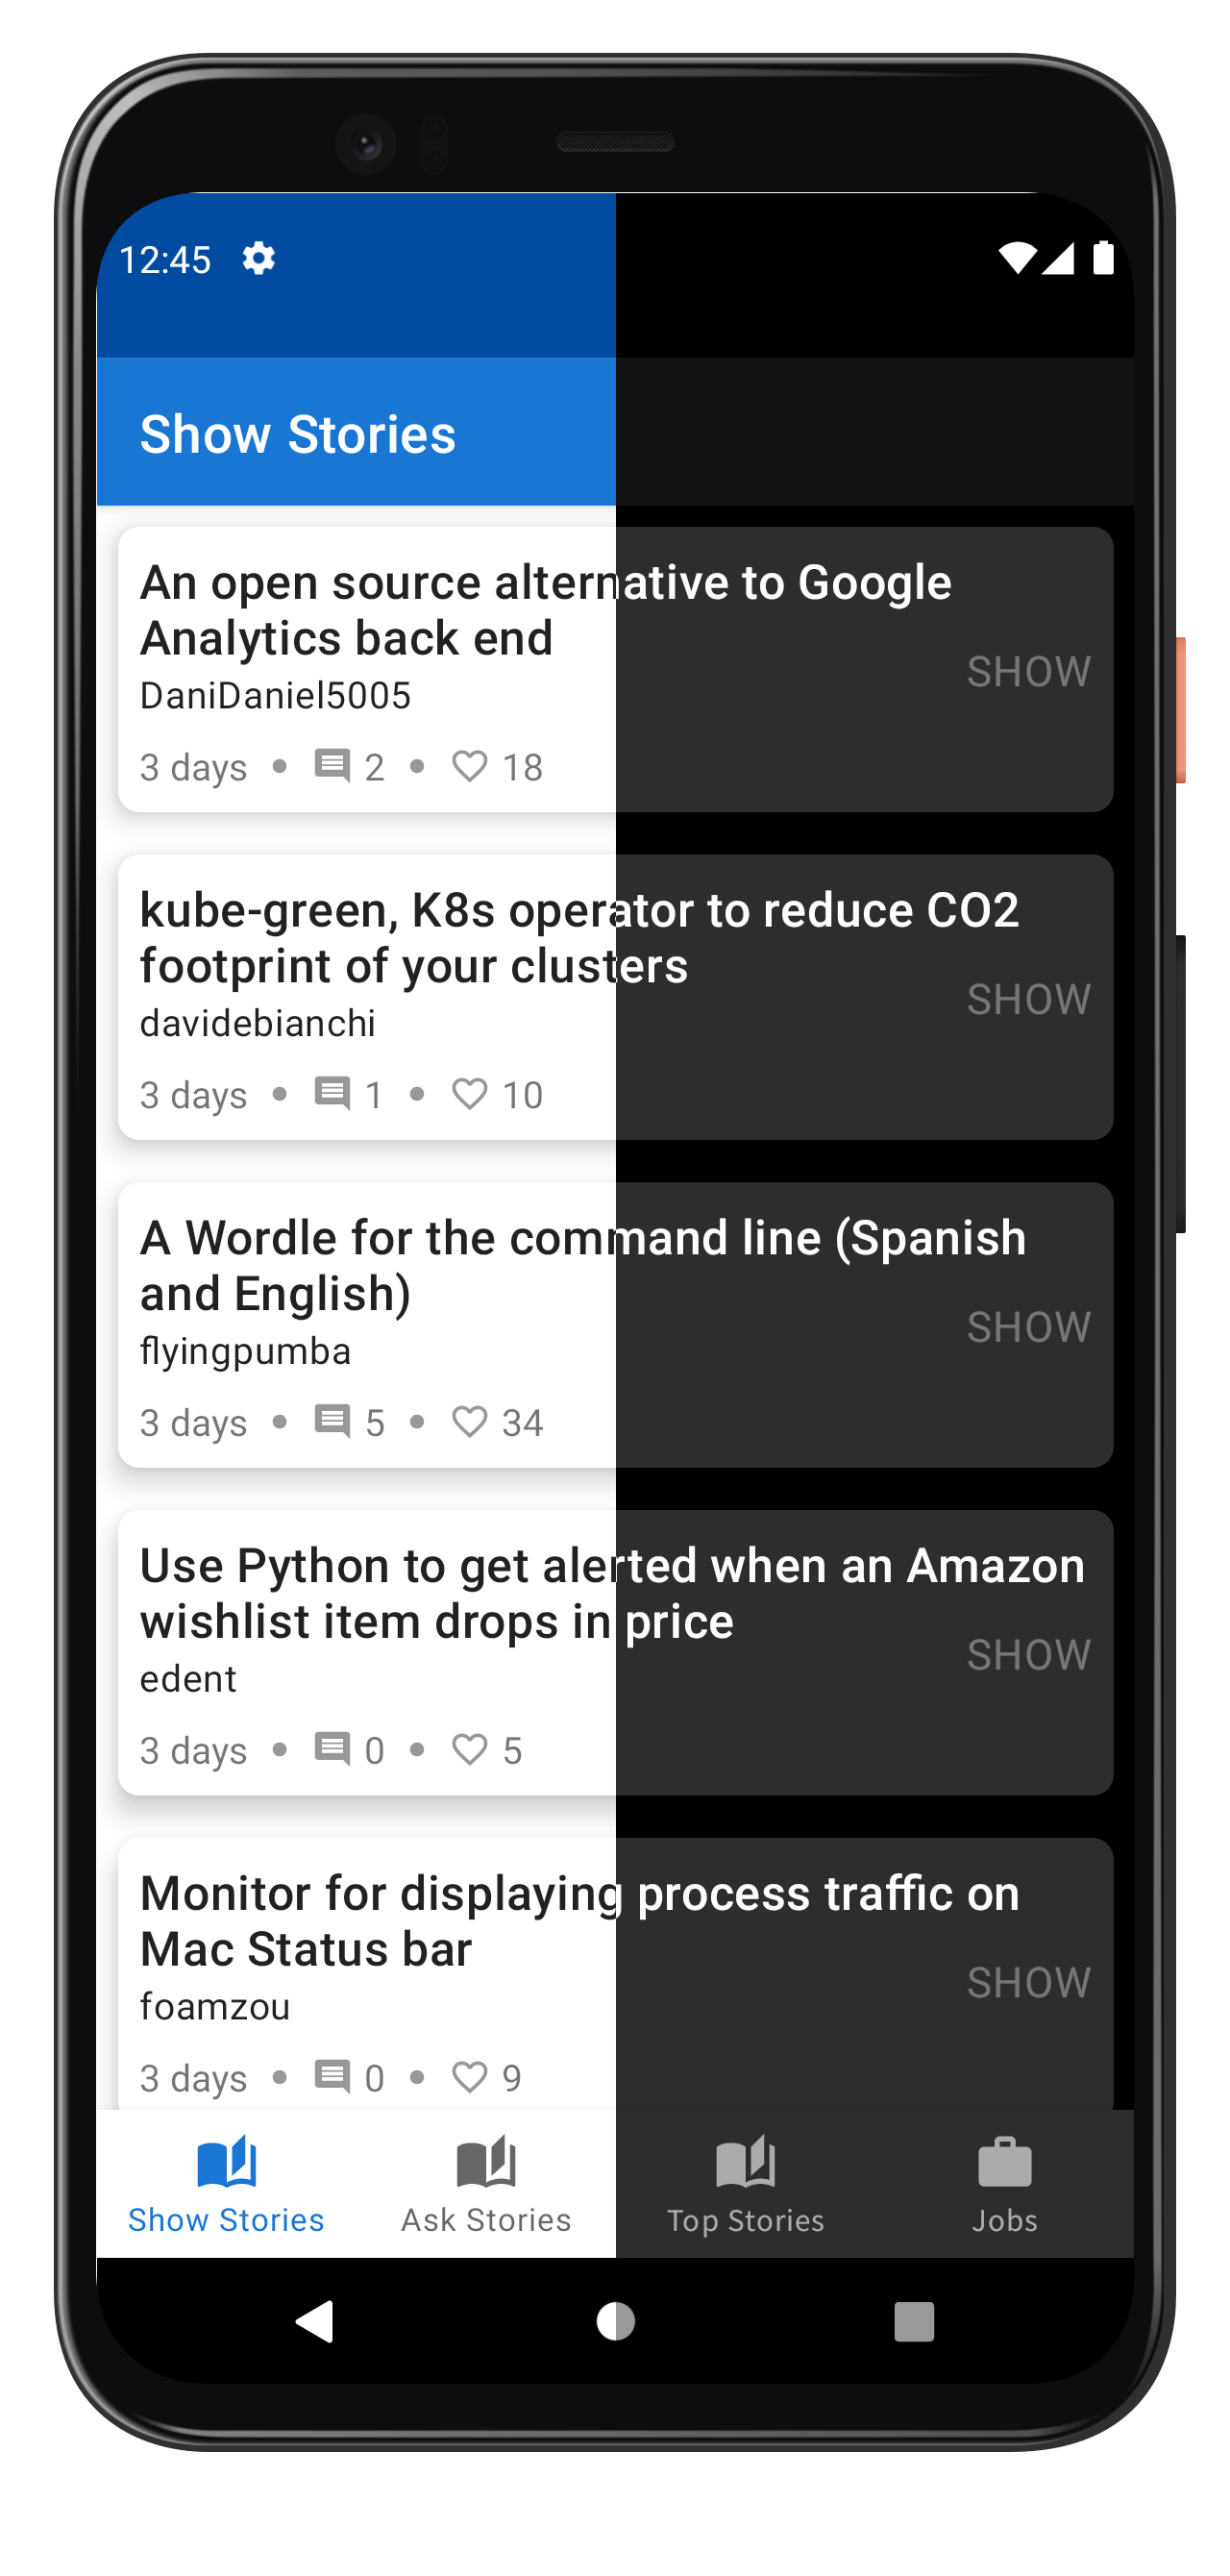 12:45
Show Stories
An open source alternative to Google
Analytics back end
DaniDaniel5005
SHOW
3 days • 2 • 18
kube-green, K8s operator to reduce CO2
footprint of your clusters
davidebianchi
SHOW
3 days • 1 • 10
A Wordle for the command line (Spanish
and English)
flyingpumba
SHOW
3 days • 5 • 34
Use Python to get alerted when an Amazon
wishlist item drops in price
edent
SHOW
3 days • 0 • 5
Monitor for displaying process traffic on
Mac Status bar
foamzou
SHOW
3 days • 0 • 9
Show Stories Ask Stories Top Stories Jobs